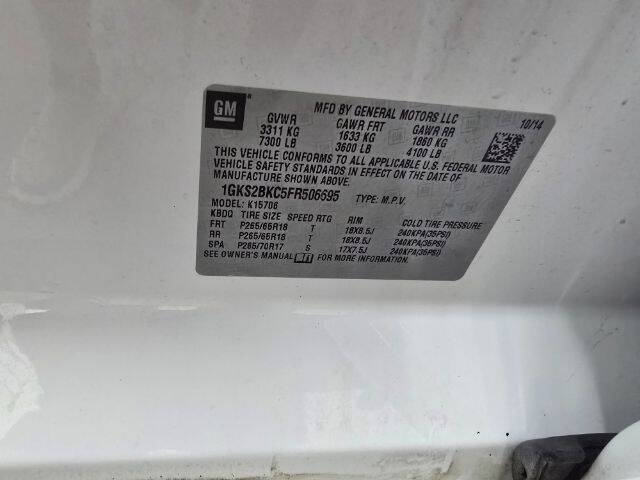 GM
MFD BY GENERAL MOTORS LLC 10/14
GVWR GAWR FRT GAWR RR
3311 KG 1633 KG 1860 KG
7300 LB 3600 LB 4100 LB
THIS VEHICLE CONFORMS TO ALL APPLICABLE U.S. FEDERAL MOTOR
VEHICLE SAFETY STANDARDS IN EFFECT ON THE DATE OF
MANUFACTURE SHOWN ABOVE.
1GKS2BKC5FR506695 TYPE: M.P.V.
MODEL: K15706
KBDQ TIRE SIZE SPEED RTG RIM COLD TIRE PRESSURE
FRT P265/65R18 T 18X8.5J 240KPA(35PSI)
RR P265/65R18 T 18X8.5J 240KPA(35PSI)
SPA P265/70R17 S 17X7.5J 240KPA(35PSI)
SEE OWNER'S MANUAL FOR MORE INFORMATION.